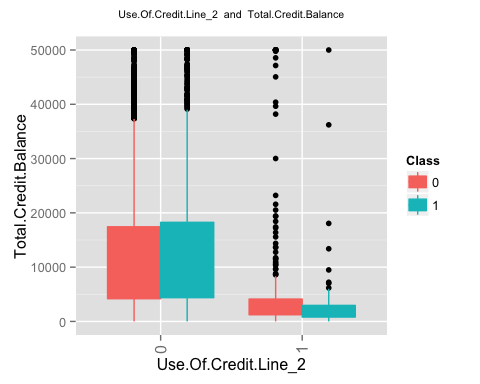 Use.Of.Credit.Line_2 and Total.Credit.Balance
50000
40000
30000
20000
10000
0
Total.Credit.Balance
0
1
Use.Of.Credit.Line_2
Class
0
1